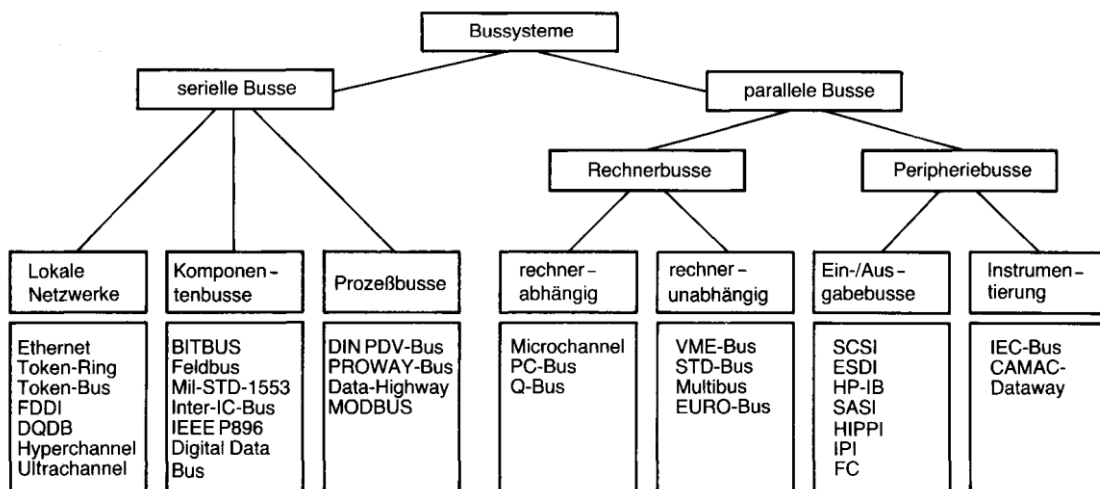 Bussysteme
serielle Busse
parallele Busse
Rechnerbusse
Peripheriebusse
Lokale
Netzwerke
Komponen-
tenbusse
Prozeßbusse
rechner-
abhängig
rechner-
unabhängig
Ein-/Aus-
gabebusse
Instrumen-
tierung
Ethernet
Token-Ring
Token-Bus
FDDI
DQDB
Hyperchannel
Ultrachannel
BITBUS
Feldbus
Mil-STD-1553
Inter-IC-Bus
IEEE P896
Digital Data
Bus
DIN PDV-Bus
PROWAY-Bus
Data-Highway
MODBUS
Microchannel
PC-Bus
Q-Bus
VME-Bus
STD-Bus
Multibus
EURO-Bus
SCSI
ESDI
HP-IB
SASI
HIPPI
IPI
FC
IEC-Bus
CAMAC-
Dataway